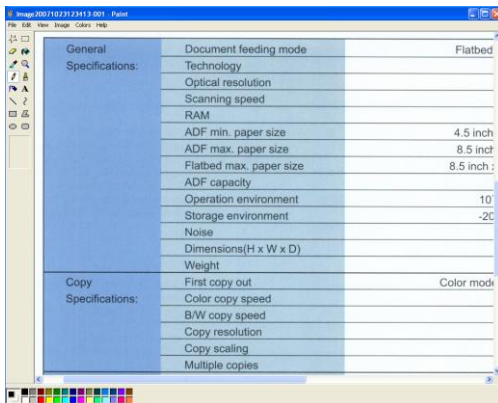 Image20071023123413-001 - Paint
File Edit View Image Colors Help
General Document feeding mode Flatbed
Specifications: Technology
Optical resolution
Scanning speed
RAM
ADF min. paper size 4.5 inch
ADF max. paper size 8.5 inch
Flatbed max. paper size 8.5 inch
ADF capacity
Operation environment 10
Storage environment -20
Noise
Dimensions(H x W x D)
Weight
Copy First copy out Color mode
Specifications: Color copy speed
B/W copy speed
Copy resolution
Copy scaling
Multiple copies